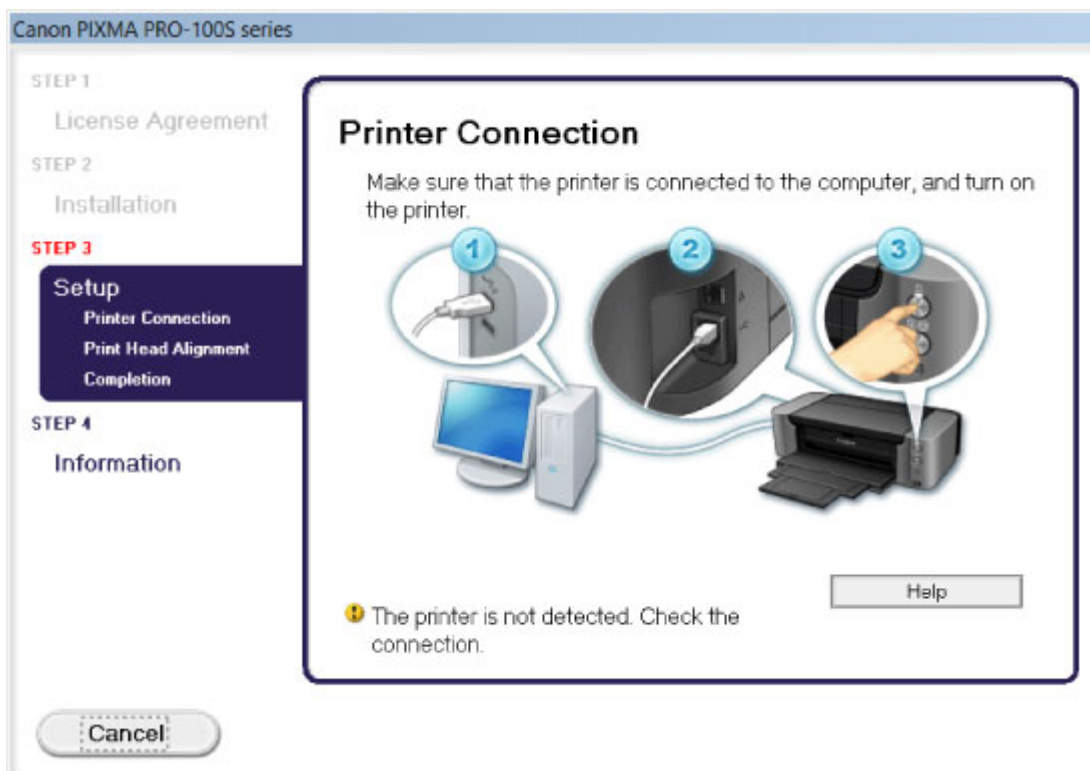 Canon PIXMA PRO-100S series
STEP 1
License Agreement
STEP 2
Installation
STEP 3
Setup
Printer Connection
Print Head Alignment
Completion
STEP 4
Information
Printer Connection
Make sure that the printer is connected to the computer, and turn on
the printer.
1
2
3
Help
The printer is not detected. Check the
connection.
Cancel